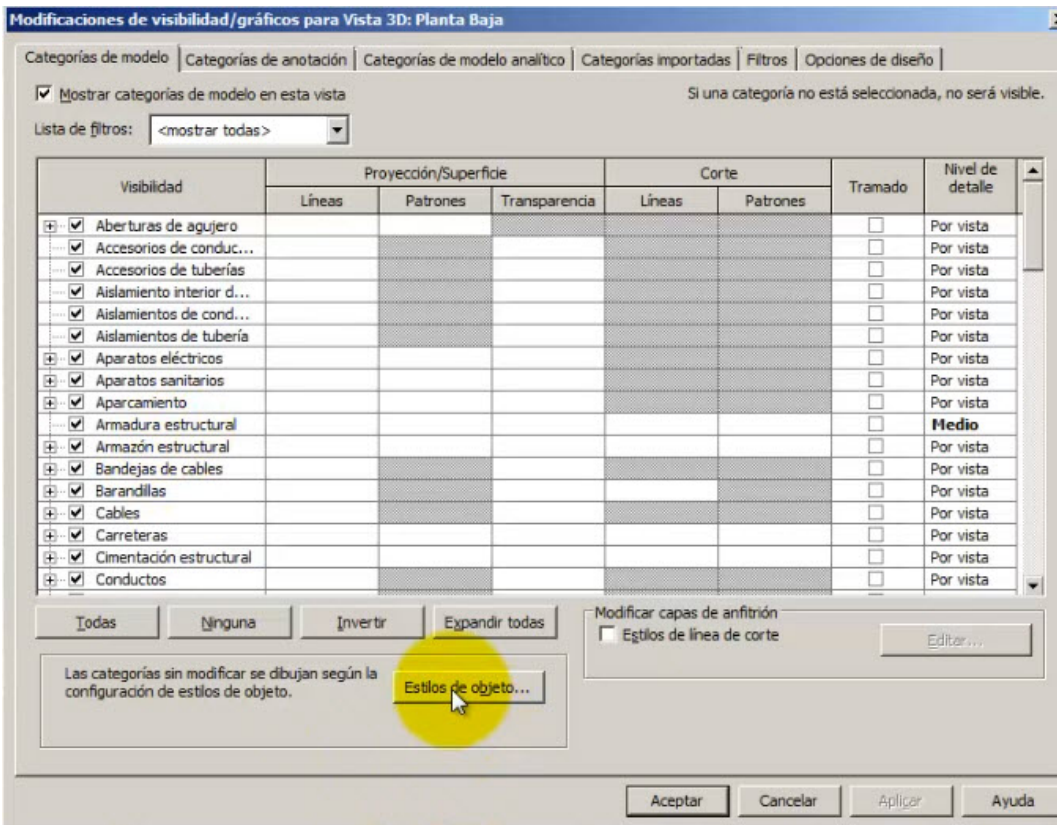 Modificaciones de visibilidad/gráficos para Vista 3D: Planta Baja
Categorías de modelo Categorías de anotación Categorías de modelo analítico Categorías importadas Filtros Opciones de diseño
Mostrar categorías de modelo en esta vista Si una categoría no está seleccionada, no será visible.
Lista de filtros: <mostrar todas>
Visibilidad Proyección/Superficie Corte Tramado Nivel de detalle
Líneas Patrones Transparencia Líneas Patrones
Aberturas de agujero Por vista
Accesorios de conduc... Por vista
Accesorios de tuberías Por vista
Aislamiento interior d... Por vista
Aislamientos de cond... Por vista
Aislamientos de tubería Por vista
Aparatos eléctricos Por vista
Aparatos sanitarios Por vista
Aparcamiento Por vista
Armadura estructural Medio
Armazón estructural Por vista
Bandejas de cables Por vista
Barandillas Por vista
Cables Por vista
Carreteras Por vista
Cimentación estructural Por vista
Conductos Por vista
Todas Ninguna Invertir Expandir todas
Modificar capas de anfitrión
Estilos de línea de corte Editar...
Las categorías sin modificar se dibujan según la
configuración de estilos de objeto.
Estilos de objeto...
Aceptar Cancelar Aplicar Ayuda